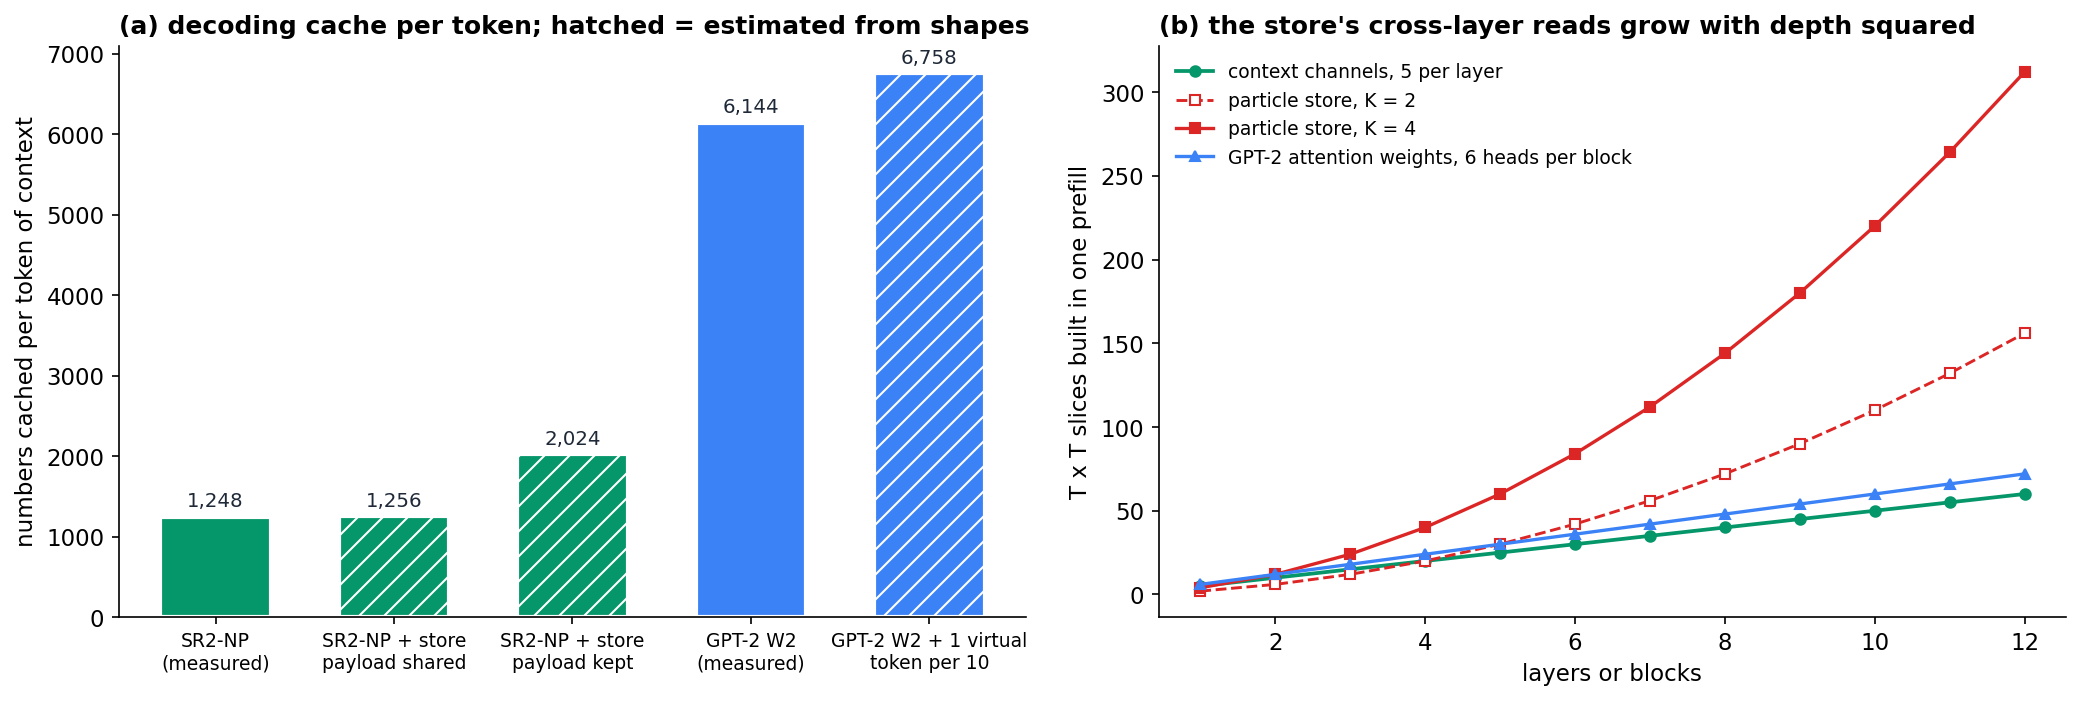 (a) decoding cache per token; hatched = estimated from shapes
numbers cached per token of context
7000
6000
5000
4000
3000
2000
1000
0
1,248
1,256
2,024
6,144
6,758
SR2-NP
(measured)
SR2-NP + store
payload shared
SR2-NP + store
payload kept
GPT-2 W2
(measured)
GPT-2 W2 + 1 virtual
token per 10
(b) the store's cross-layer reads grow with depth squared
T x T slices built in one prefill
300
250
200
150
100
50
0
context channels, 5 per layer
particle store, K = 2
particle store, K = 4
GPT-2 attention weights, 6 heads per block
2
4
6
8
10
12
layers or blocks